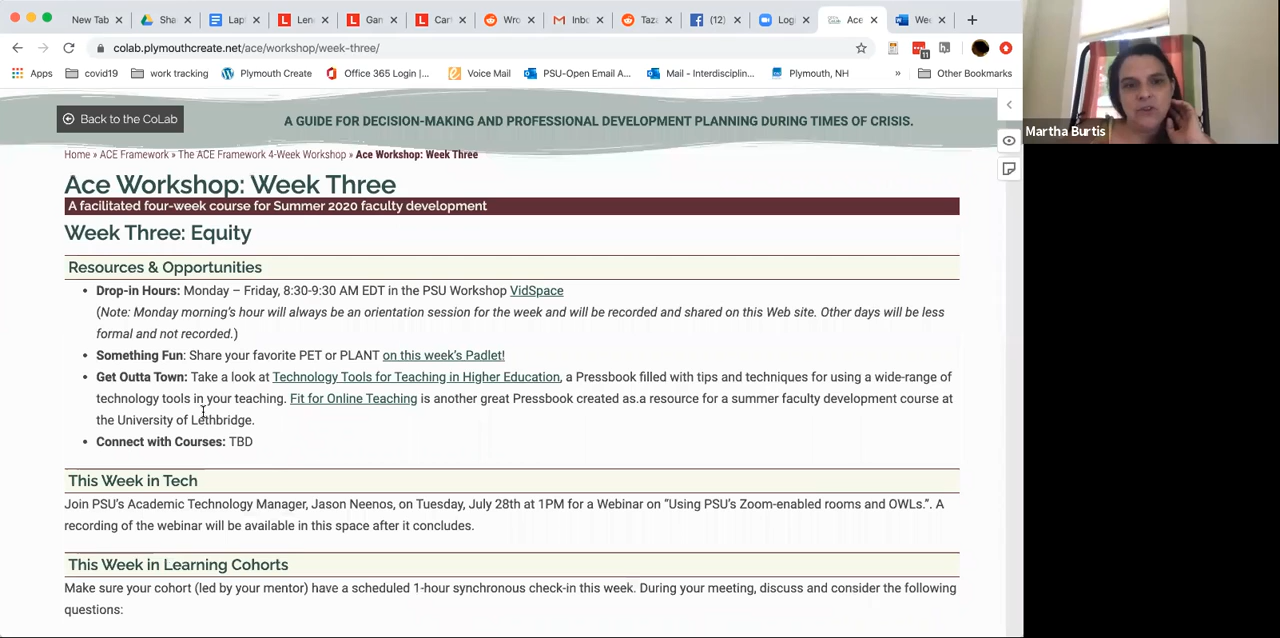 New Tab
Sha
Lap
Len
Gan
Car
Wro
Inb
Taza
(12)
Logi
Ace
We
colab.plymouthcreate.net/ace/workshop/week-three/
11
Apps
covid19
work tracking
Plymouth Create
Office 365 Login |...
Voice Mail
PSU-Open Email A...
Mail - Interdisciplin...
Plymouth, NH
»
Other Bookmarks
Back to the CoLab
A GUIDE FOR DECISION-MAKING AND PROFESSIONAL DEVELOPMENT PLANNING DURING TIMES OF CRISIS.
Home » ACE Framework » The ACE Framework 4-Week Workshop » Ace Workshop: Week Three
Ace Workshop: Week Three
A facilitated four-week course for Summer 2020 faculty development
Week Three: Equity
Resources & Opportunities
Drop-in Hours: Monday – Friday, 8:30-9:30 AM EDT in the PSU Workshop VidSpace
(Note: Monday morning's hour will always be an orientation session for the week and will be recorded and shared on this Web site. Other days will be less
formal and not recorded.)
Something Fun: Share your favorite PET or PLANT on this week's Padlet!
Get Outta Town: Take a look at Technology Tools for Teaching in Higher Education, a Pressbook filled with tips and techniques for using a wide-range of
technology tools in your teaching. Fit for Online Teaching is another great Pressbook created as.a resource for a summer faculty development course at
the University of Lethbridge.
Connect with Courses: TBD
This Week in Tech
Join PSU's Academic Technology Manager, Jason Neenos, on Tuesday, July 28th at 1PM for a Webinar on “Using PSU's Zoom-enabled rooms and OWLs.”. A
recording of the webinar will be available in this space after it concludes.
This Week in Learning Cohorts
Make sure your cohort (led by your mentor) have a scheduled 1-hour synchronous check-in this week. During your meeting, discuss and consider the following
questions:
Martha Burtis